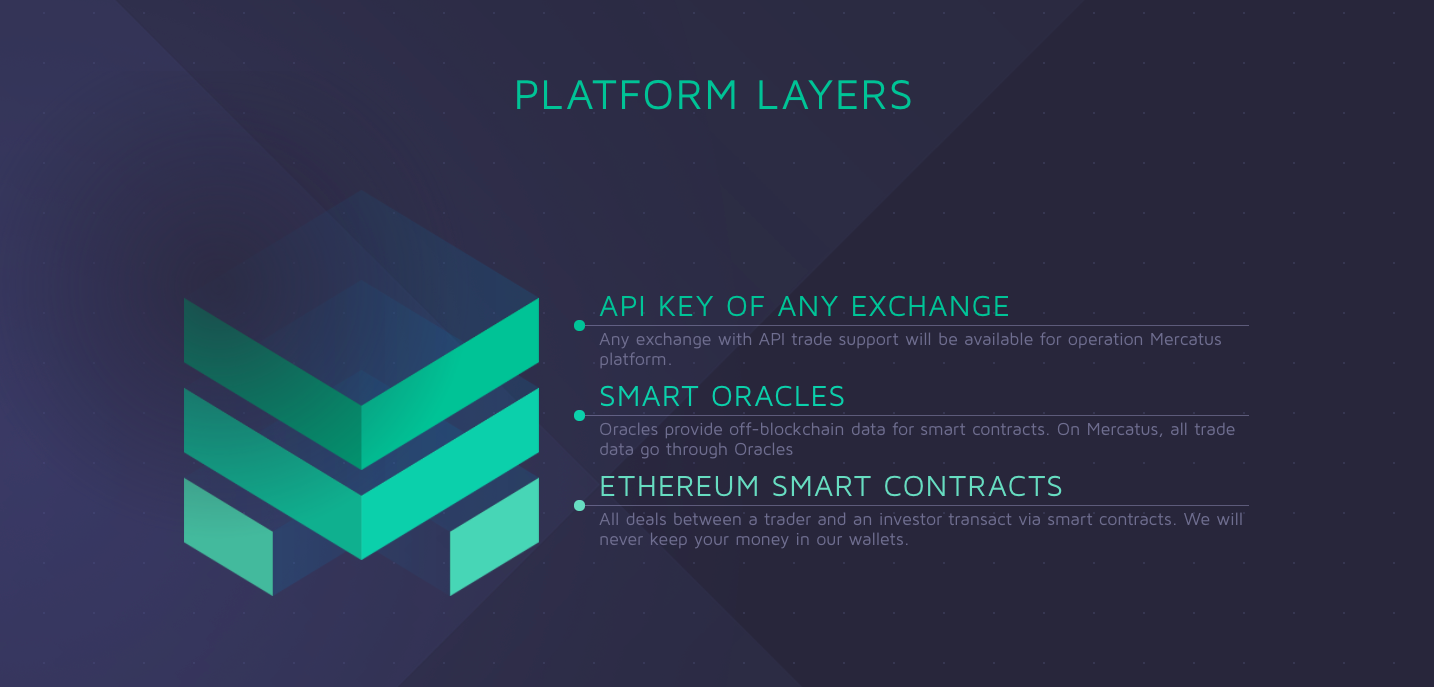 PLATFORM LAYERS
API KEY OF ANY EXCHANGE
Any exchange with API trade support will be available for operation Mercatus
platform.
SMART ORACLES
Oracles provide off-blockchain data for smart contracts. On Mercatus, all trade
data go through Oracles
ETHEREUM SMART CONTRACTS
All deals between a trader and an investor transact via smart contracts. We will
never keep your money in our wallets.